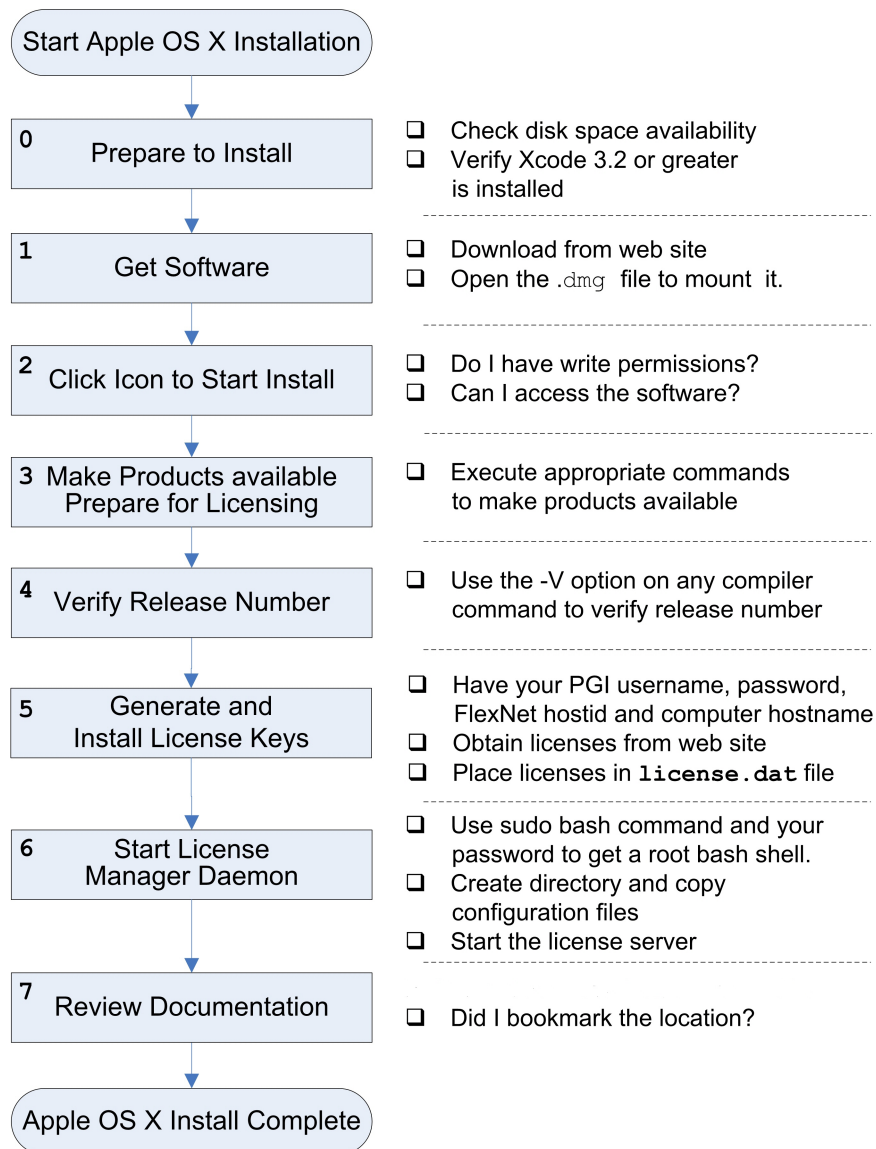 Start Apple OS X Installation
0
Prepare to Install
❑ Check disk space availability
❑ Verify Xcode 3.2 or greater
is installed
1
Get Software
❑ Download from web site
❑ Open the .dmg file to mount it.
2
Click Icon to Start Install
❑ Do I have write permissions?
❑ Can I access the software?
3
Make Products available
Prepare for Licensing
❑ Execute appropriate commands
to make products available
4
Verify Release Number
❑ Use the -V option on any compiler
command to verify release number
5
Generate and
Install License Keys
❑ Have your PGI username, password,
FlexNet hostid and computer hostname
❑ Obtain licenses from web site
❑ Place licenses in license.dat file
6
Start License
Manager Daemon
❑ Use sudo bash command and your
password to get a root bash shell.
❑ Create directory and copy
configuration files
❑ Start the license server
7
Review Documentation
❑ Did I bookmark the location?
Apple OS X Install Complete